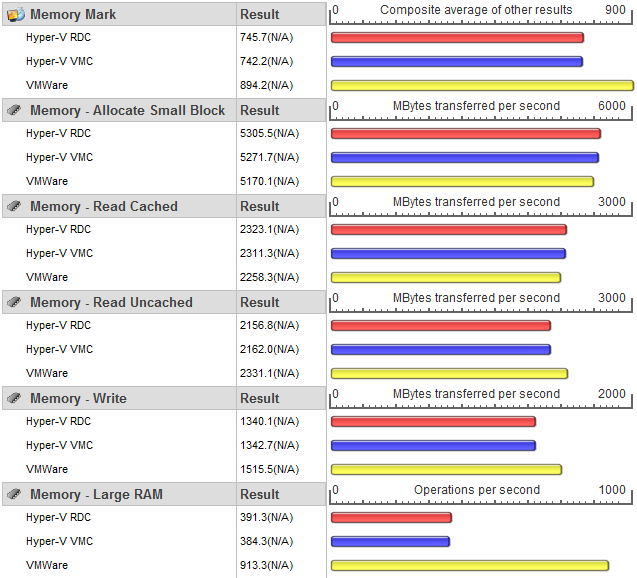 Memory Mark Result 0 Composite average of other results 900
Hyper-V RDC 745.7(N/A)
Hyper-V VMC 742.2(N/A)
VMWare 894.2(N/A)
Memory - Allocate Small Block Result 0 MBytes transferred per second 6000
Hyper-V RDC 5305.5(N/A)
Hyper-V VMC 5271.7(N/A)
VMWare 5170.1(N/A)
Memory - Read Cached Result 0 MBytes transferred per second 3000
Hyper-V RDC 2323.1(N/A)
Hyper-V VMC 2311.3(N/A)
VMWare 2258.3(N/A)
Memory - Read Uncached Result 0 MBytes transferred per second 3000
Hyper-V RDC 2156.8(N/A)
Hyper-V VMC 2162.0(N/A)
VMWare 2331.1(N/A)
Memory - Write Result 0 MBytes transferred per second 2000
Hyper-V RDC 1340.1(N/A)
Hyper-V VMC 1342.7(N/A)
VMWare 1515.5(N/A)
Memory - Large RAM Result 0 Operations per second 1000
Hyper-V RDC 391.3(N/A)
Hyper-V VMC 384.3(N/A)
VMWare 913.3(N/A)